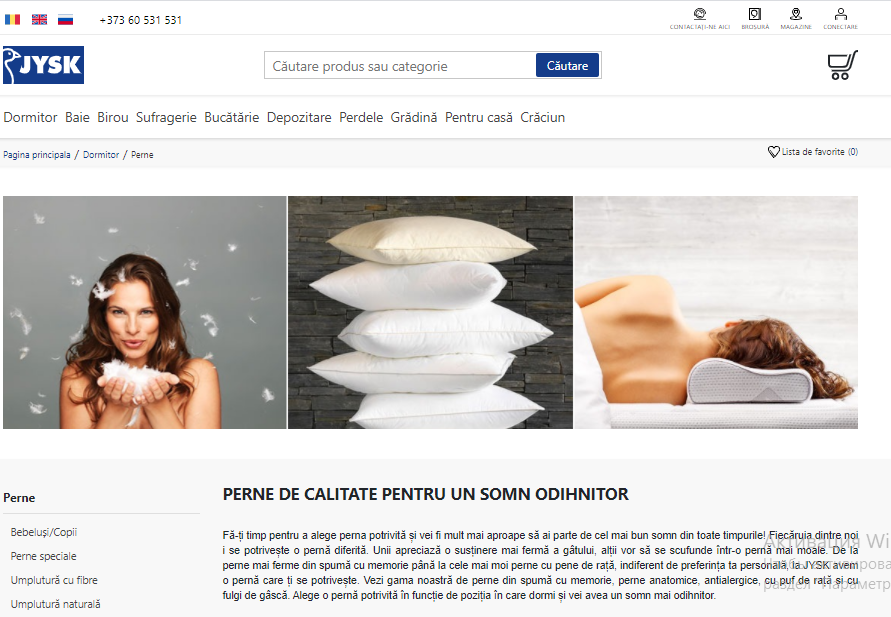 +373 60 531 531
CONTACTAȚI-NE AICI
BROȘURĂ
MAGAZINE
CONECTARE
JYSK
Căutare produs sau categorie
Căutare
Dormitor Baie Birou Sufragerie Bucătărie Depozitare Perdele Grădină Pentru casă Crăciun
Pagina principala / Dormitor / Perne
Lista de favorite (0)
Perne
Bebeluși/Copii
Perne speciale
Umplutură cu fibre
Umplutură naturală
PERNE DE CALITATE PENTRU UN SOMN ODIHNITOR
Fă-ți timp pentru a alege perna potrivită și vei fi mult mai aproape să ai parte de cel mai bun somn din toate timpurile! Fiecăruia dintre noi
i se potrivește o pernă diferită. Unii apreciază o susținere mai fermă a gâtului, alții vor să se scufunde într-o pernă mai moale. De la
perne mai ferme din spumă cu memorie până la cele mai moi perne cu pene de rață, indiferent de preferința ta personală, la JYSK avem
o pernă care ți se potrivește. Vezi gama noastră de perne din spumă cu memorie, perne anatomice, antialergice, cu puf de rață și cu
fulgi de gâscă. Alege o pernă potrivită în funcție de poziția în care dormi și vei avea un somn mai odihnitor.
Активация Wi
Чтобы активирова
раздел "Параметр